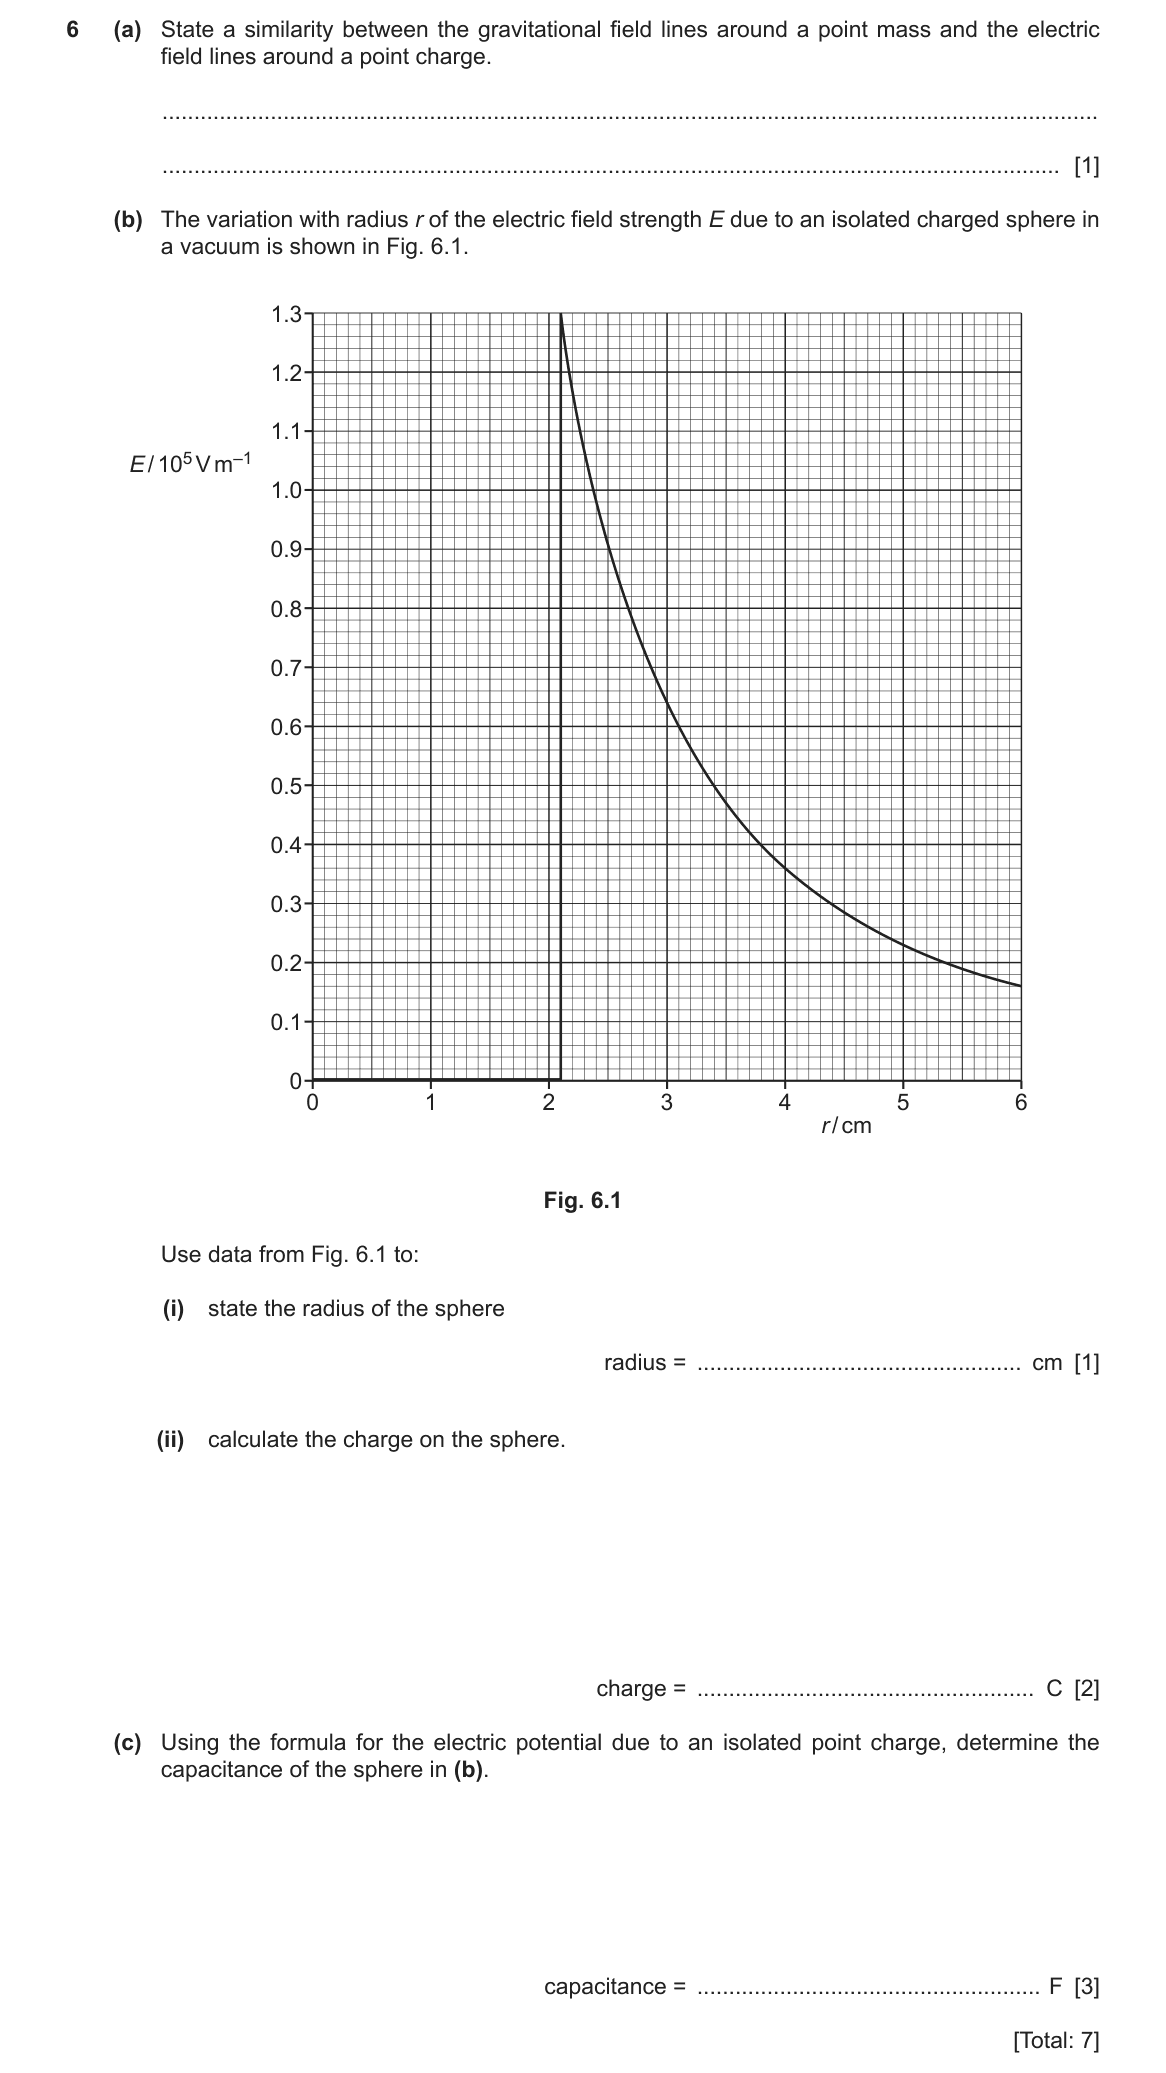 6 (a) State a similarity between the gravitational field lines around a point mass and the electric
field lines around a point charge.
..........................................................................................................................................
.................................................................................................................................... [1]
(b) The variation with radius r of the electric field strength E due to an isolated charged sphere in
a vacuum is shown in Fig. 6.1.
1.3
1.2
1.1
E / 10⁵ V m⁻¹
1.0
0.9
0.8
0.7
0.6
0.5
0.4
0.3
0.2
0.1
0
0 1 2 3 4 5 6
r / cm
Fig. 6.1
Use data from Fig. 6.1 to:
(i) state the radius of the sphere
radius = .................................................. cm [1]
(ii) calculate the charge on the sphere.
charge = .................................................... C [2]
(c) Using the formula for the electric potential due to an isolated point charge, determine the
capacitance of the sphere in (b).
capacitance = ..................................................... F [3]
[Total: 7]